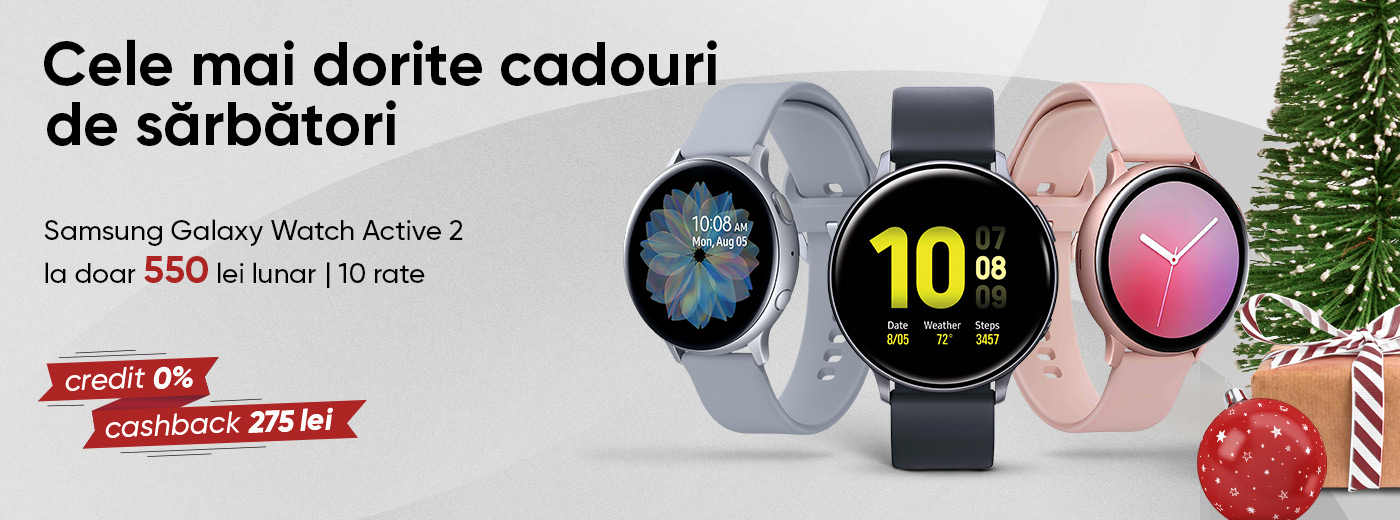 Cele mai dorite cadouri
de sărbători
Samsung Galaxy Watch Active 2
la doar 550 lei lunar | 10 rate
credit 0%
cashback 275 lei
10:08 AM
Mon, Aug 05
10
07
08
09
Date Weather Steps
8/05 72° 3457